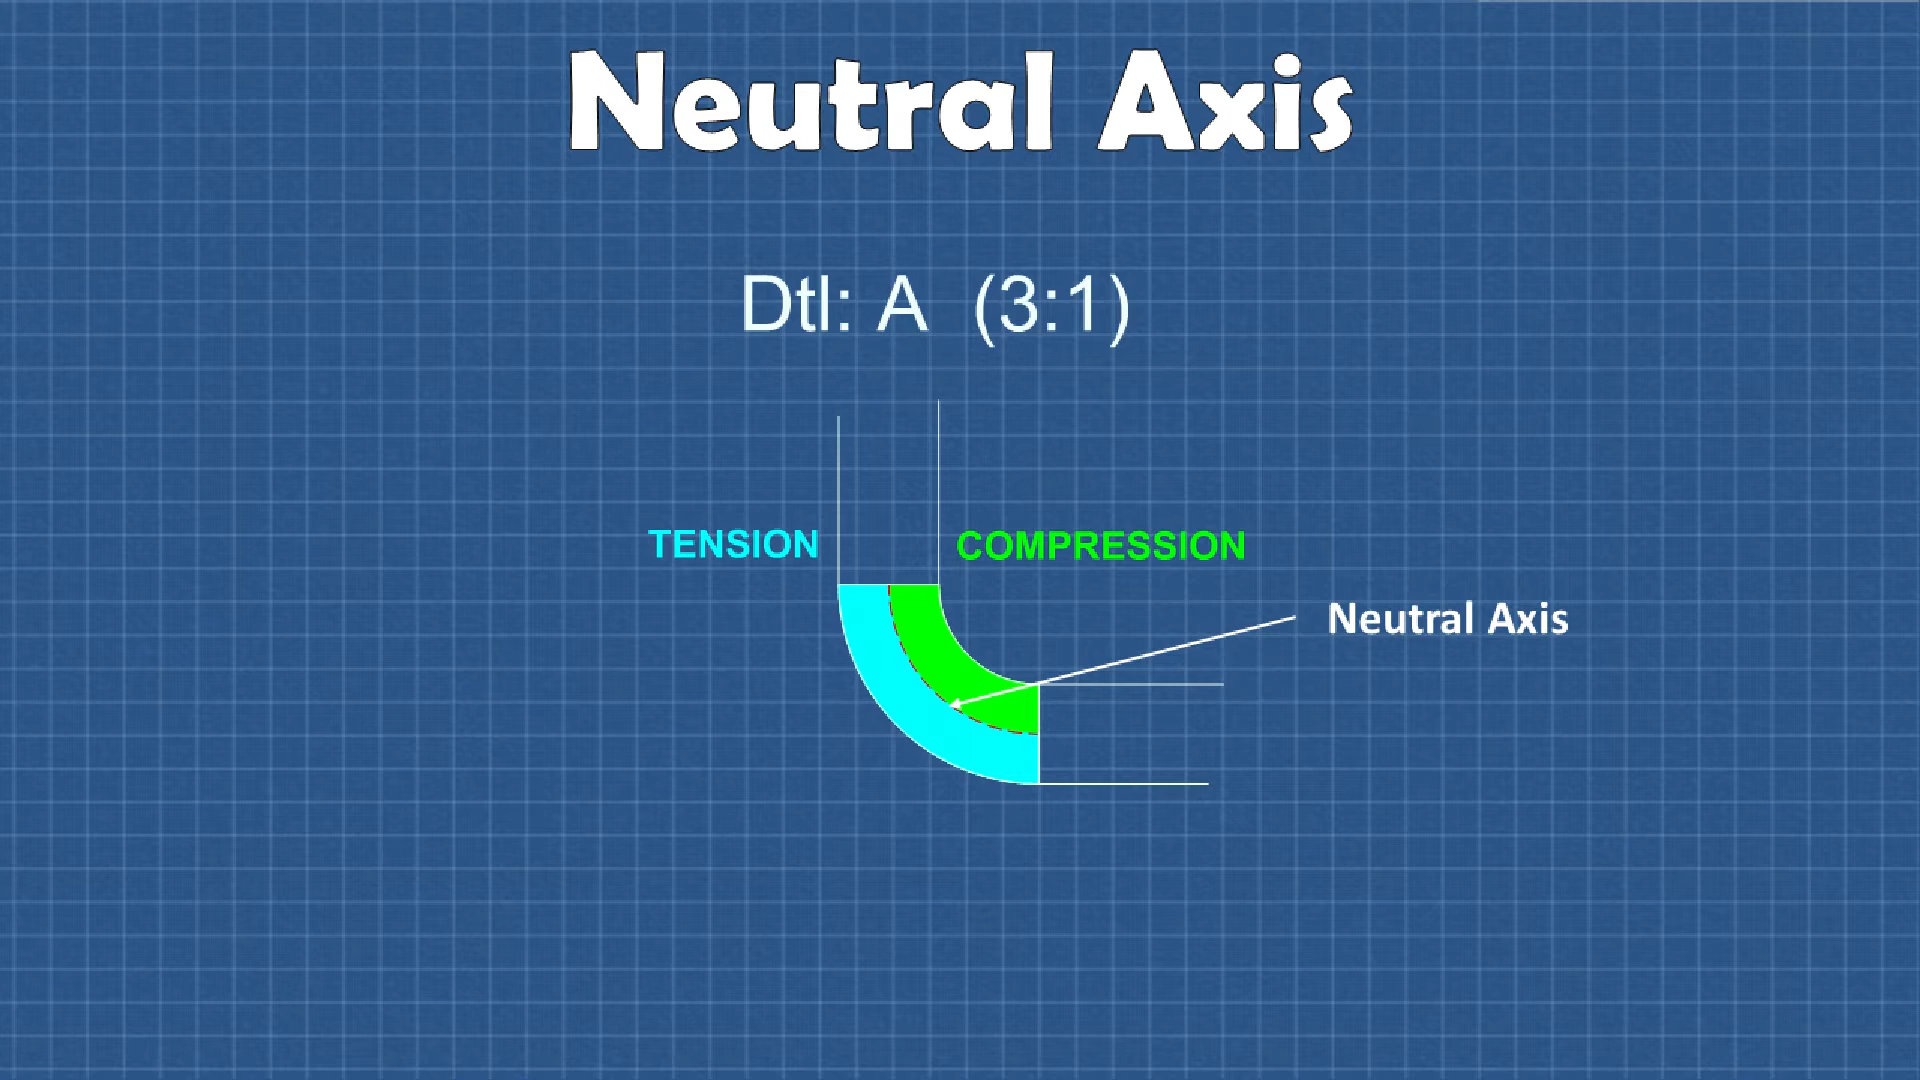 Neutral Axis
Dtl: A (3:1)
TENSION
COMPRESSION
Neutral Axis